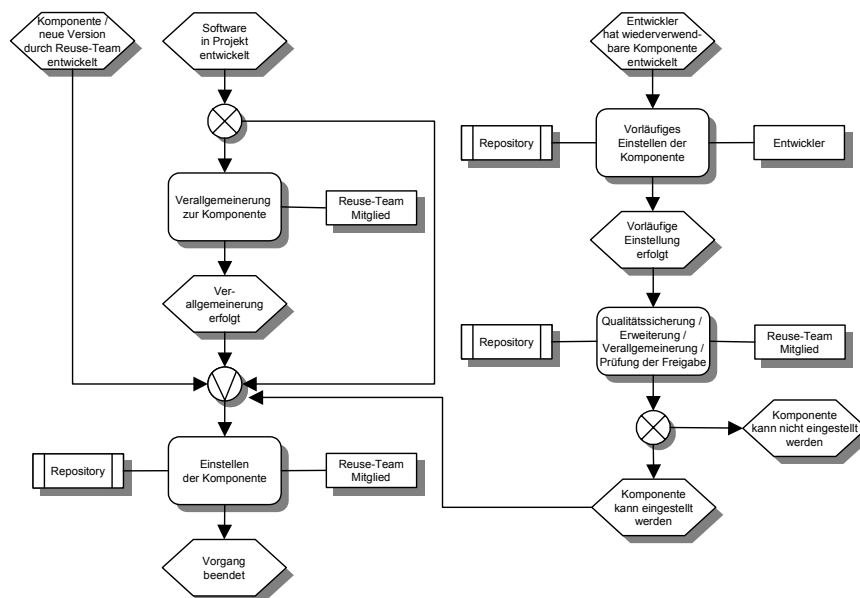 Komponente /
neue Version
durch Reuse-Team
entwickelt
Software
in Projekt
entwickelt
Entwickler
hat wiederverwend-
bare Komponente
entwickelt
Repository
Vorläufiges
Einstellen der
Komponente
Entwickler
Verallgemeinerung
zur Komponente
Reuse-Team
Mitglied
Vorläufige
Einstellung
erfolgt
Ver-
allgemeinerung
erfolgt
Repository
Qualitätssicherung /
Erweiterung /
Verallgemeinerung /
Prüfung der Freigabe
Reuse-Team
Mitglied
Komponente
kann nicht eingestellt
werden
Repository
Einstellen
der Komponente
Reuse-Team
Mitglied
Komponente
kann eingestellt
werden
Vorgang
beendet